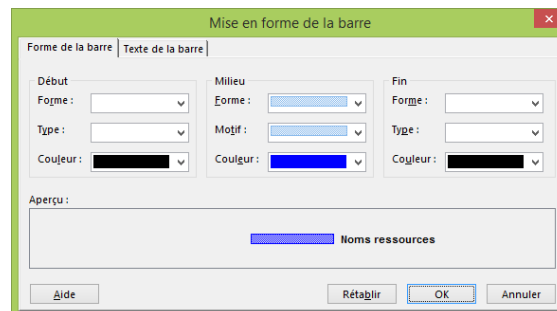 Mise en forme de la barre
Forme de la barre Texte de la barre
Début Milieu Fin
Forme : Forme : Forme :
Type : Motif : Type :
Couleur : Couleur : Couleur :
Aperçu :
Noms ressources
Aide Rétablir OK Annuler